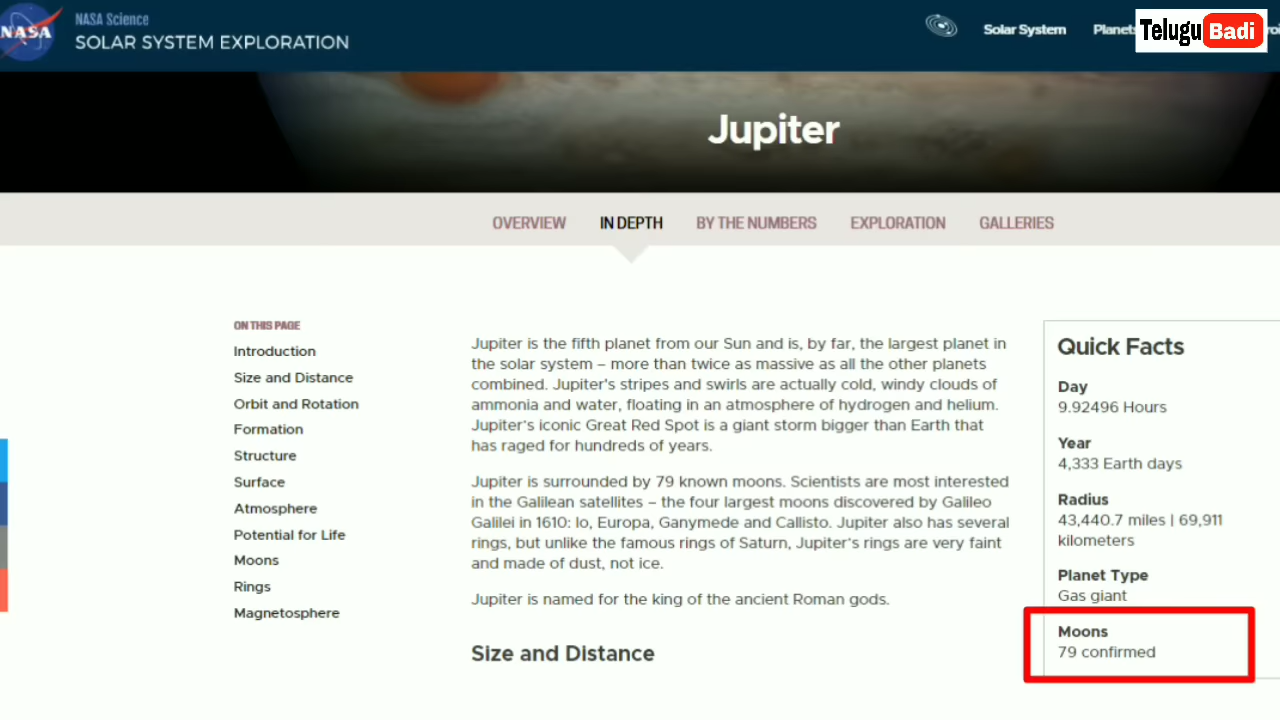 NASA
NASA Science
SOLAR SYSTEM EXPLORATION
Solar System
Telugu Badi
Jupiter
OVERVIEW
IN DEPTH
BY THE NUMBERS
EXPLORATION
GALLERIES
ON THIS PAGE
Introduction
Size and Distance
Orbit and Rotation
Formation
Structure
Surface
Atmosphere
Potential for Life
Moons
Rings
Magnetosphere
Jupiter is the fifth planet from our Sun and is, by far, the largest planet in
the solar system – more than twice as massive as all the other planets
combined. Jupiter's stripes and swirls are actually cold, windy clouds of
ammonia and water, floating in an atmosphere of hydrogen and helium.
Jupiter's iconic Great Red Spot is a giant storm bigger than Earth that
has raged for hundreds of years.
Jupiter is surrounded by 79 known moons. Scientists are most interested
in the Galilean satellites – the four largest moons discovered by Galileo
Galilei in 1610: Io, Europa, Ganymede and Callisto. Jupiter also has several
rings, but unlike the famous rings of Saturn, Jupiter's rings are very faint
and made of dust, not ice.
Jupiter is named for the king of the ancient Roman gods.
Size and Distance
Quick Facts
Day
9.92496 Hours
Year
4,333 Earth days
Radius
43,440.7 miles | 69,911
kilometers
Planet Type
Gas giant
Moons
79 confirmed